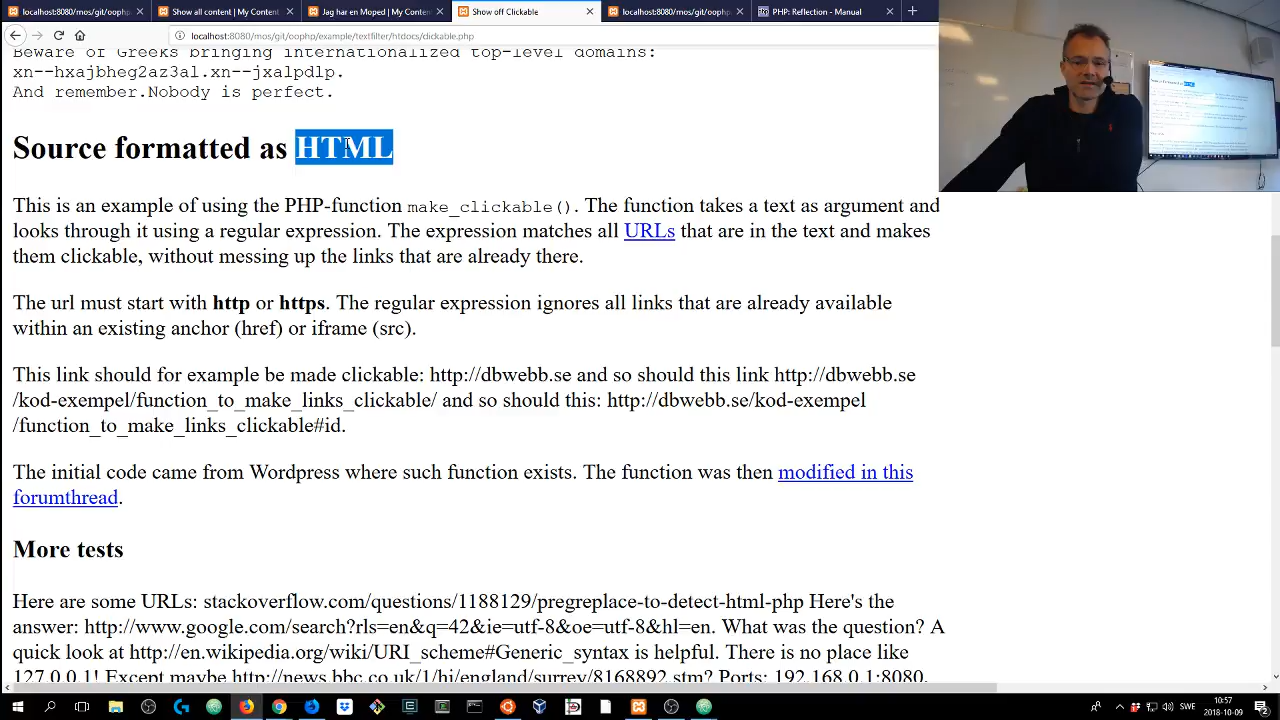 localhost:8080/mos/git/oophp/
Show all content | My Content
Jag har en Moped | My Content
Show off Clickable
localhost:8080/mos/git/oophp/
PHP: Reflection - Manual
localhost:8080/mos/git/oophp/example/textfilter/htdocs/clickable.php
Beware of Greeks bringing internationalized top-level domains:
xn--hxajbheg2az3al.xn--jxalpdlp.
And remember.Nobody is perfect.
Source formatted as HTML
This is an example of using the PHP-function make_clickable(). The function takes a text as argument and
looks through it using a regular expression. The expression matches all URLs that are in the text and makes
them clickable, without messing up the links that are already there.
The url must start with http or https. The regular expression ignores all links that are already available
within an existing anchor (href) or iframe (src).
This link should for example be made clickable: http://dbwebb.se and so should this link http://dbwebb.se
/kod-exempel/function_to_make_links_clickable/ and so should this: http://dbwebb.se/kod-exempel
/function_to_make_links_clickable#id.
The initial code came from Wordpress where such function exists. The function was then modified in this
forumthread.
More tests
Here are some URLs: stackoverflow.com/questions/1188129/pregreplace-to-detect-html-php Here's the
answer: http://www.google.com/search?rls=en&q=42&ie=utf-8&oe=utf-8&hl=en. What was the question? A
quick look at http://en.wikipedia.org/wiki/URI_scheme#Generic_syntax is helpful. There is no place like
127.0.0.1! Except maybe http://news.bbc.co.uk/1/hi/england/surrey/8168892.stm? Ports: 192.168.0.1:8080,
SWE
10:57
2018-10-09